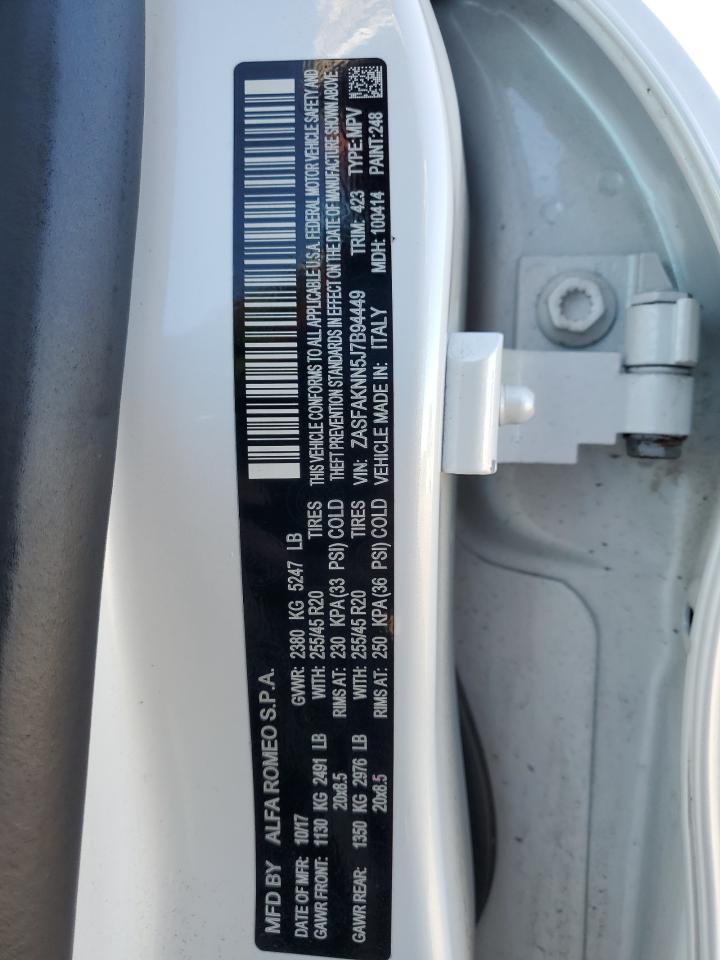 MFD BY ALFA ROMEO S.P.A.
DATE OF MFR: 10/17 GVWR: 2380 KG 5247 LB
GAWR FRONT: 1130 KG 2491 LB WITH: 255/45 R20 TIRES
20x8.5 RIMS AT: 230 KPA (33 PSI) COLD
GAWR REAR: 1350 KG 2976 LB WITH: 255/45 R20 TIRES
20x8.5 RIMS AT: 250 KPA (36 PSI) COLD
THIS VEHICLE CONFORMS TO ALL APPLICABLE U.S.A. FEDERAL MOTOR VEHICLE SAFETY AND
THEFT PREVENTION STANDARDS IN EFFECT ON THE DATE OF MANUFACTURE SHOWN ABOVE.
VIN: ZASFAKNN5J7B94449 TRIM: 423 TYPE: MPV
VEHICLE MADE IN: ITALY MDH: 100414 PAINT: 248